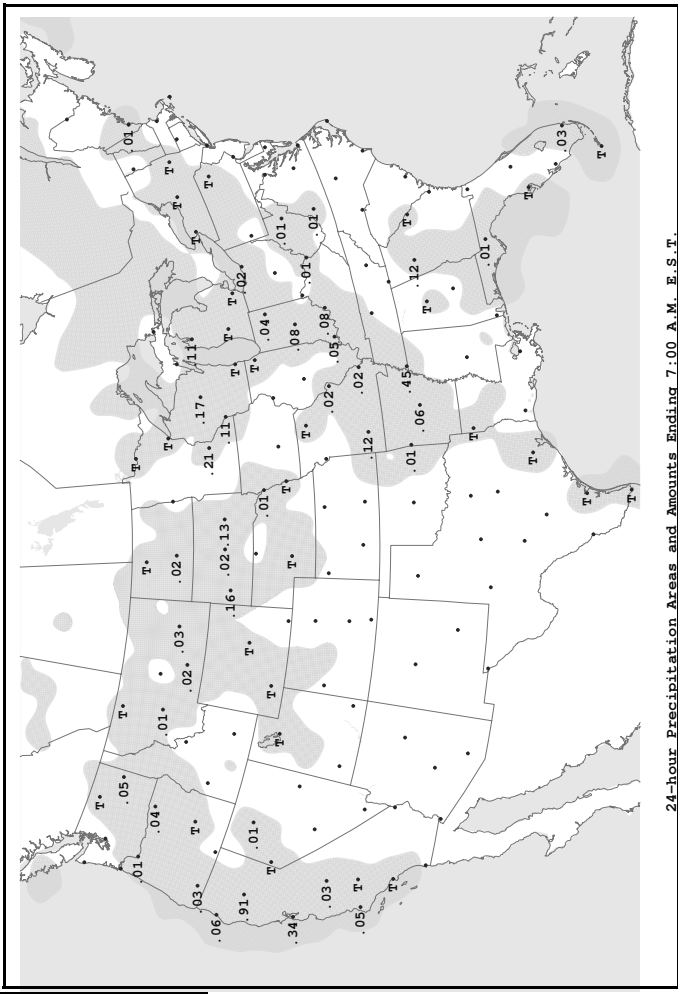 T
.05
T
.01
T
.01
T
.04
.01
T
T
.02
.03
T
.02
.11
T
.03
T
.17
.21
T
.06
.02
.13
.11
T
.16
T
T
.02
.91
T
.01
T
.01
.04
T
T
T
.01
T
.34
T
.08
T
.01
.01
.03
.08
.02
.05
.02
T
.05
.12
T
.45
T
.01
.12
.06
T
T
.01
T
T
.03
T
T
T
24-hour Precipitation Areas and Amounts Ending 7:00 A.M. E.S.T.